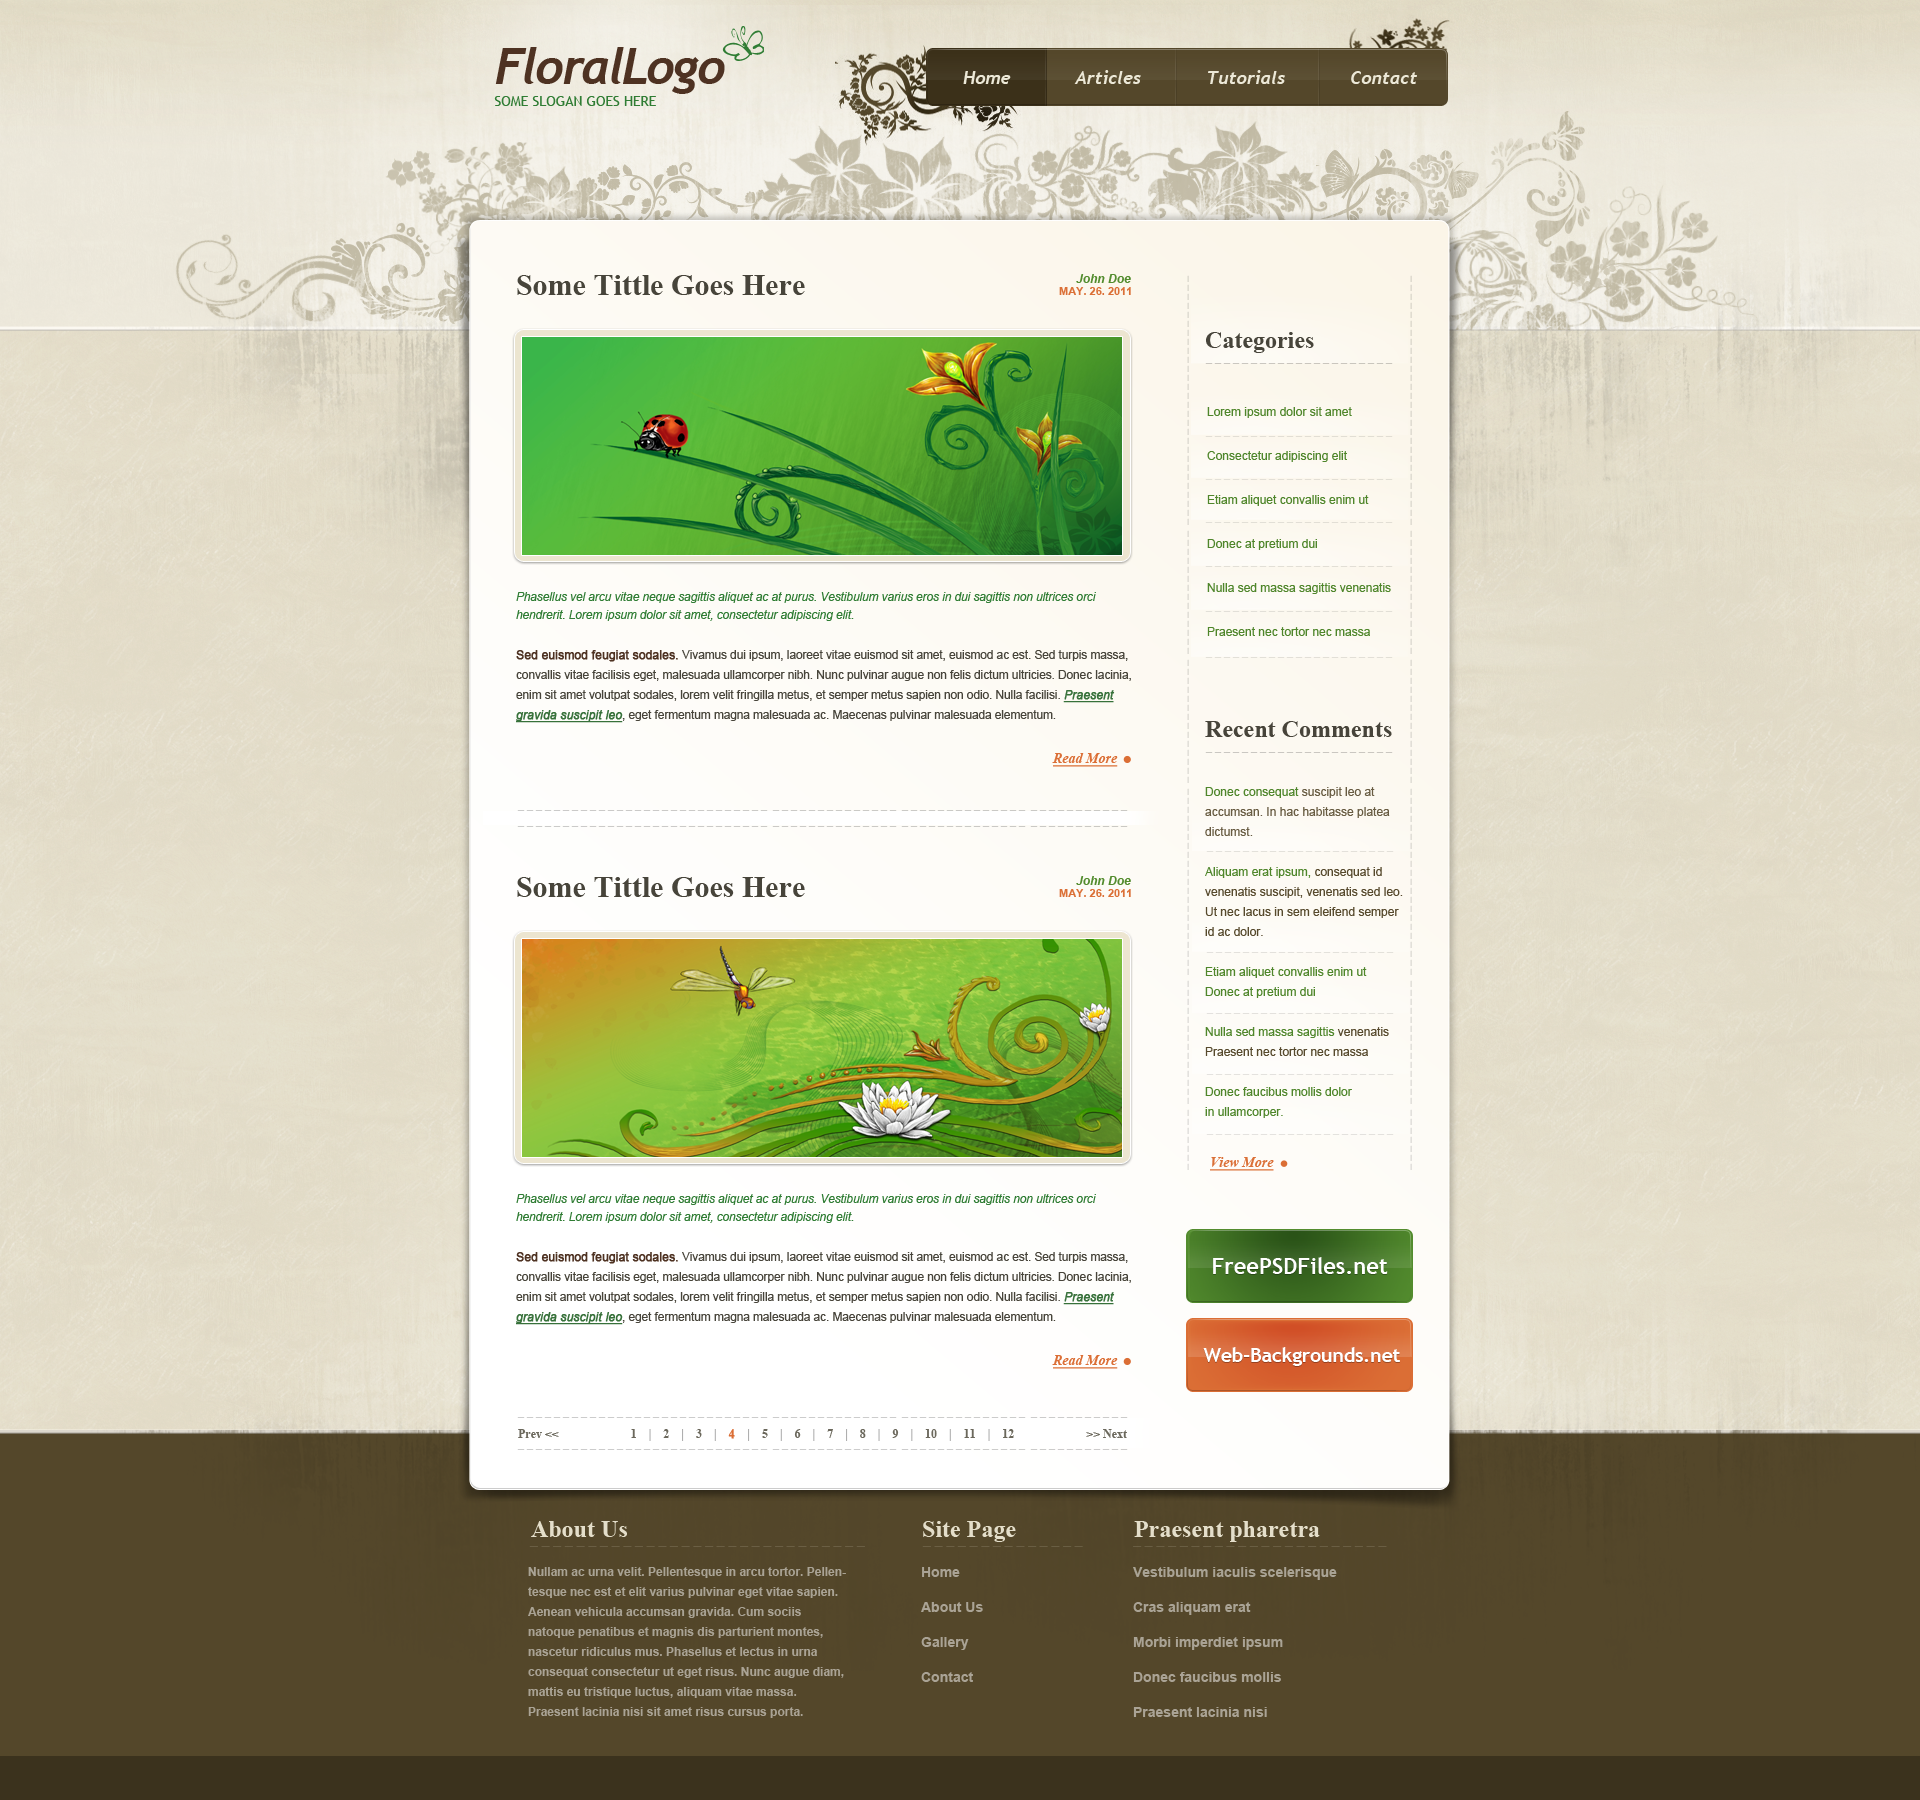 FloralLogo
SOME SLOGAN GOES HERE
Home
Articles
Tutorials
Contact
Some Tittle Goes Here
John Doe
MAY. 26. 2011
Phasellus vel arcu vitae neque sagittis aliquet ac at purus. Vestibulum varius eros in dui sagittis non ultrices orci
hendrerit. Lorem ipsum dolor sit amet, consectetur adipiscing elit.
Sed euismod feugiat sodales. Vivamus dui ipsum, laoreet vitae euismod sit amet, euismod ac est. Sed turpis massa,
convallis vitae facilisis eget, malesuada ullamcorper nibh. Nunc pulvinar augue non felis dictum ultricies. Donec lacinia,
enim sit amet volutpat sodales, lorem velit fringilla metus, et semper metus sapien non odio. Nulla facilisi. Praesent
gravida suscipit leo, eget fermentum magna malesuada ac. Maecenas pulvinar malesuada elementum.
Read More
Some Tittle Goes Here
John Doe
MAY. 26. 2011
Phasellus vel arcu vitae neque sagittis aliquet ac at purus. Vestibulum varius eros in dui sagittis non ultrices orci
hendrerit. Lorem ipsum dolor sit amet, consectetur adipiscing elit.
Sed euismod feugiat sodales. Vivamus dui ipsum, laoreet vitae euismod sit amet, euismod ac est. Sed turpis massa,
convallis vitae facilisis eget, malesuada ullamcorper nibh. Nunc pulvinar augue non felis dictum ultricies. Donec lacinia,
enim sit amet volutpat sodales, lorem velit fringilla metus, et semper metus sapien non odio. Nulla facilisi. Praesent
gravida suscipit leo, eget fermentum magna malesuada ac. Maecenas pulvinar malesuada elementum.
Read More
Prev << 1 | 2 | 3 | 4 | 5 | 6 | 7 | 8 | 9 | 10 | 11 | 12 >> Next
Categories
Lorem ipsum dolor sit amet
Consectetur adipiscing elit
Etiam aliquet convallis enim ut
Donec at pretium dui
Nulla sed massa sagittis venenatis
Praesent nec tortor nec massa
Recent Comments
Donec consequat suscipit leo at
accumsan. In hac habitasse platea
dictumst.
Aliquam erat ipsum, consequat id
venenatis suscipit, venenatis sed leo.
Ut nec lacus in sem eleifend semper
id ac dolor.
Etiam aliquet convallis enim ut
Donec at pretium dui
Nulla sed massa sagittis venenatis
Praesent nec tortor nec massa
Donec faucibus mollis dolor
in ullamcorper.
View More
FreePSDFiles.net
Web-Backgrounds.net
About Us
Nullam ac urna velit. Pellentesque in arcu tortor. Pellen-
tesque nec est et elit varius pulvinar eget vitae sapien.
Aenean vehicula accumsan gravida. Cum sociis
natoque penatibus et magnis dis parturient montes,
nascetur ridiculus mus. Phasellus et lectus in urna
consequat consectetur ut eget risus. Nunc augue diam,
mattis eu tristique luctus, aliquam vitae massa.
Praesent lacinia nisi sit amet risus cursus porta.
Site Page
Home
About Us
Gallery
Contact
Praesent pharetra
Vestibulum iaculis scelerisque
Cras aliquam erat
Morbi imperdiet ipsum
Donec faucibus mollis
Praesent lacinia nisi